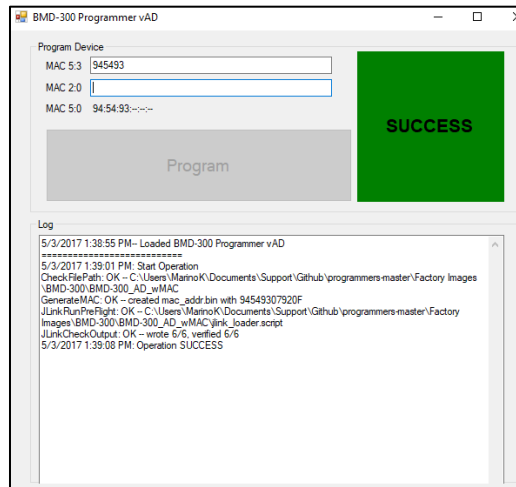 BMD-300 Programmer vAD
Program Device
MAC 5:3 945493
MAC 2:0
MAC 5:0 94:54:93:--:--:--
Program
SUCCESS
Log
5/3/2017 1:38:55 PM-- Loaded BMD-300 Programmer vAD
===========================
5/3/2017 1:39:01 PM: Start Operation
CheckFilePath: OK -- C:\Users\MarinoK\Documents\Support\Github\programmers-master\Factory Images
\BMD-300\BMD-300_AD_wMAC
GenerateMAC: OK -- created mac_addr.bin with 94549307920F
JLinkRunPreFlight: OK -- C:\Users\MarinoK\Documents\Support\Github\programmers-master\Factory
Images\BMD-300\BMD-300_AD_wMAC\jlink_loader.script
JLinkCheckOutput: OK -- wrote 6/6, verified 6/6
5/3/2017 1:39:08 PM: Operation SUCCESS